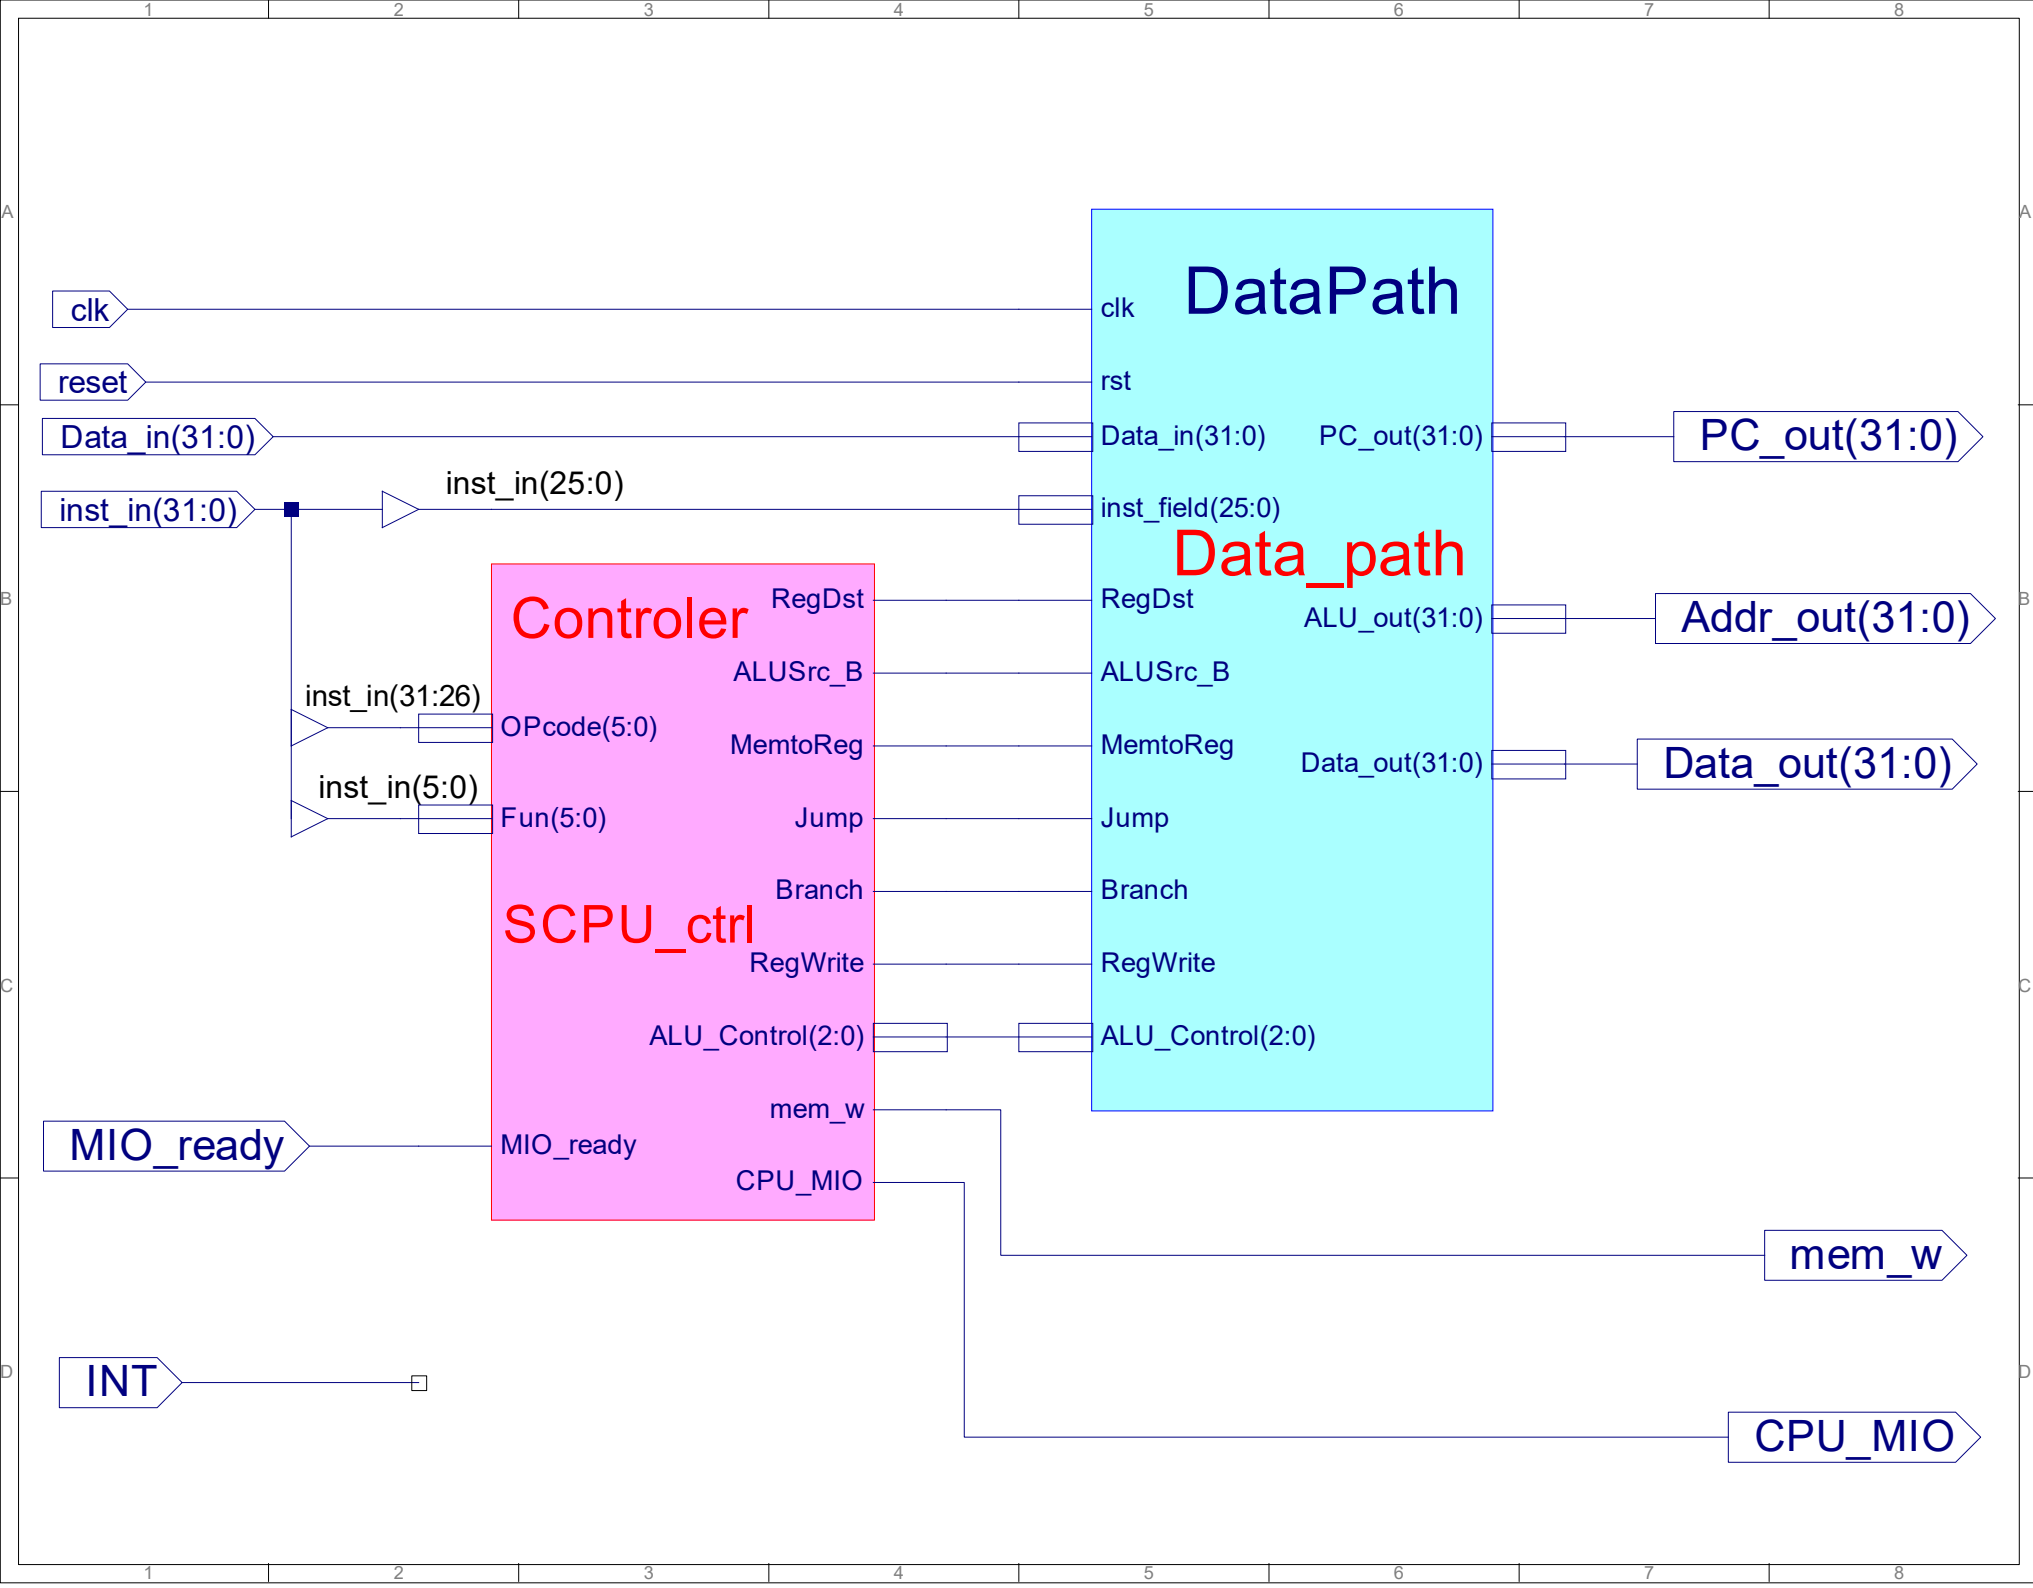 1 2 3 4 5 6 7 8
A A
DataPath
clk clk
reset rst
Data_in(31:0) Data_in(31:0) PC_out(31:0) PC_out(31:0)
inst_in(25:0)
inst_in(31:0) inst_field(25:0)
Data_path
B B
Controler RegDst RegDst
ALU_out(31:0) Addr_out(31:0)
ALUSrc_B ALUSrc_B
inst_in(31:26)
OPcode(5:0) MemtoReg MemtoReg
Data_out(31:0) Data_out(31:0)
inst_in(5:0)
Fun(5:0) Jump Jump
Branch Branch
SCPU_ctrl
RegWrite RegWrite
C C
ALU_Control(2:0) ALU_Control(2:0)
mem_w
MIO_ready MIO_ready
CPU_MIO
mem_w
D D
INT
CPU_MIO
1 2 3 4 5 6 7 8